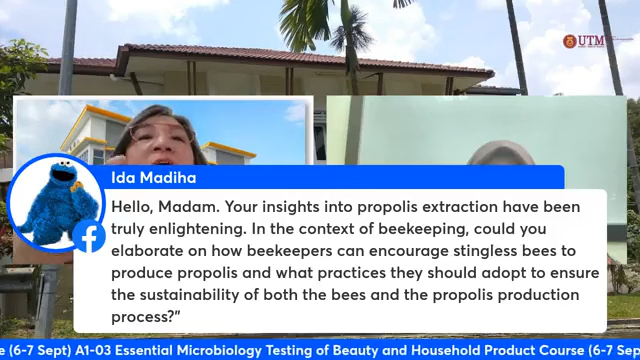 UTM
Ida Madiha
Hello, Madam. Your insights into propolis extraction have been
truly enlightening. In the context of beekeeping, could you
elaborate on how beekeepers can encourage stingless bees to
produce propolis and what practices they should adopt to ensure
the sustainability of both the bees and the propolis production
process?"
e (6-7 Sept) A1-03 Essential Microbiology Testing of Beauty and Household Product Course (6-7 Sep